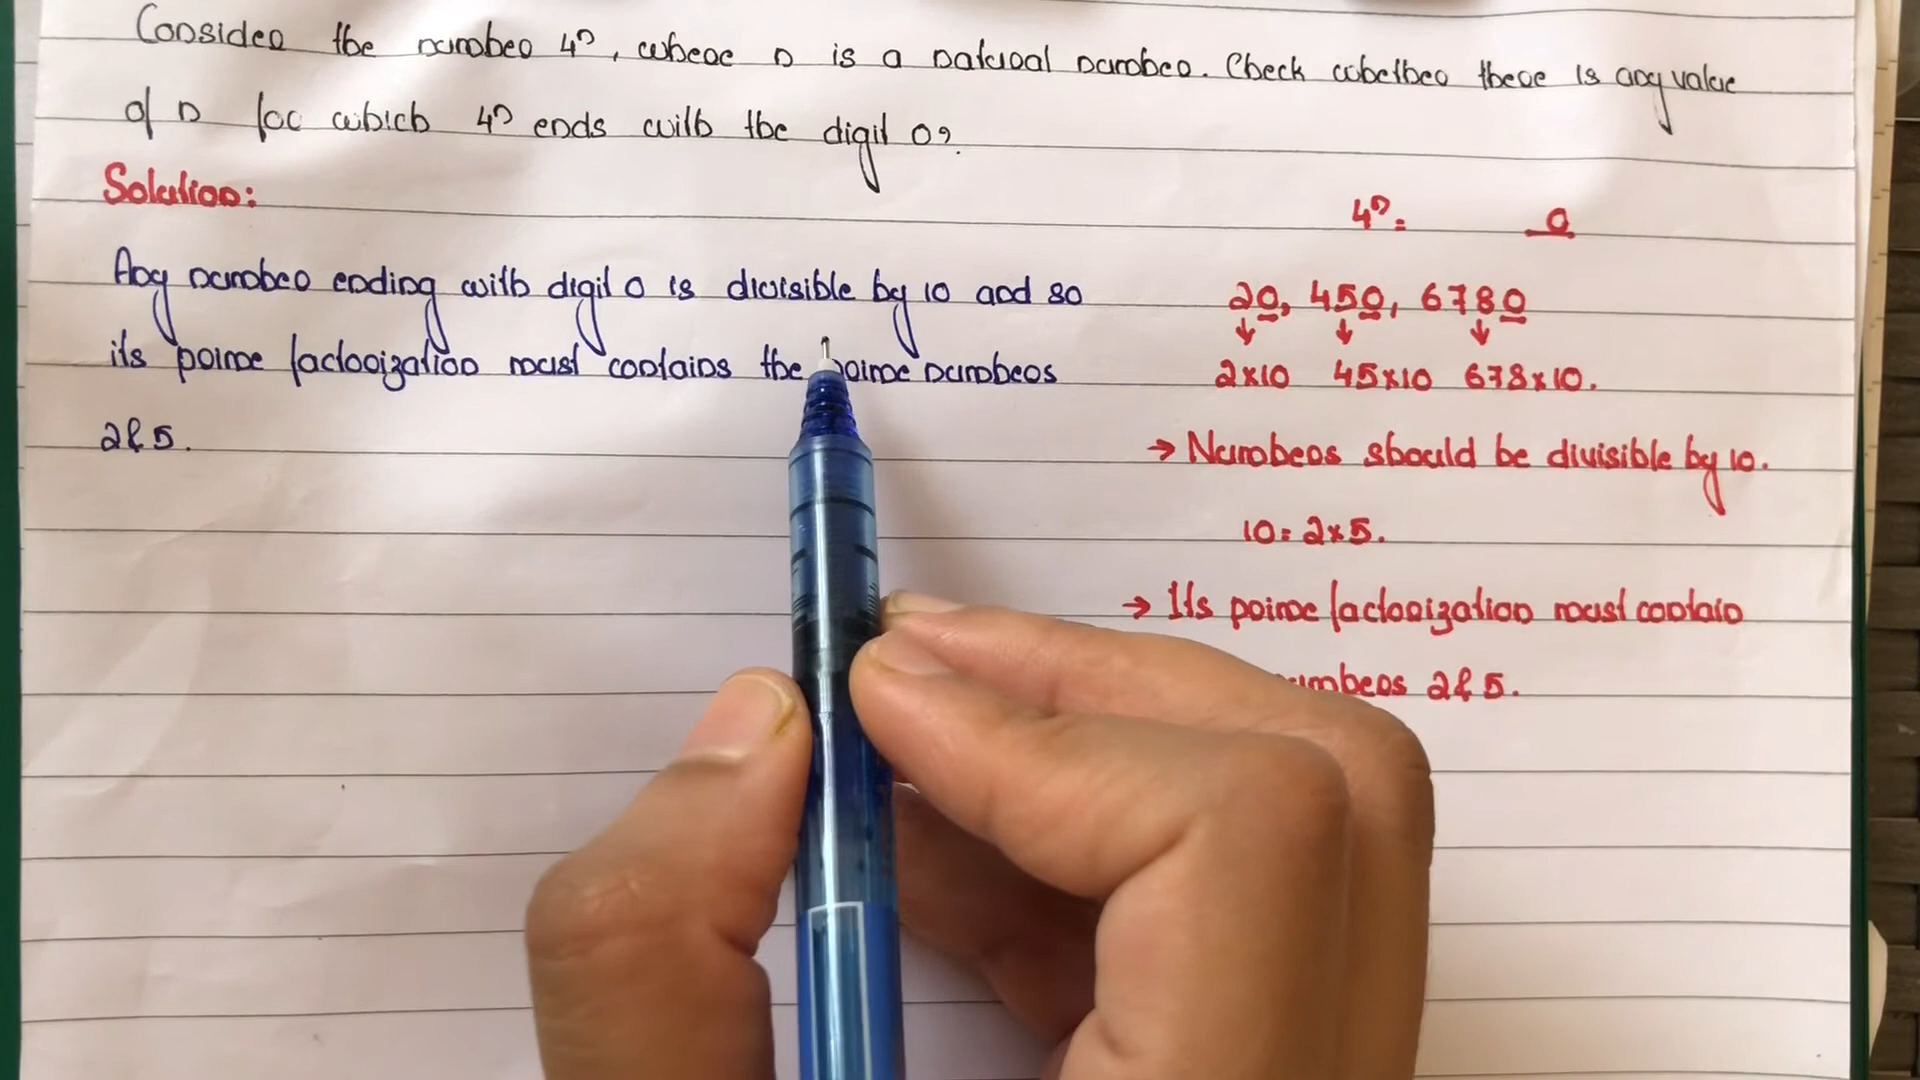 Consider the number 4ⁿ, where n is a natural number. Check whether there is any value
of n for which 4ⁿ ends with the digit 0?
Solution:
Any number ending with digit 0 is divisible by 10 and so
its prime factorization must contains the prime numbers
2 & 5.
4ⁿ = 0
20, 450, 6780
2×10 45×10 678×10.
→ Numbers should be divisible by 10.
10 = 2×5.
→ Its prime factorization must contain
numbers 2 & 5.